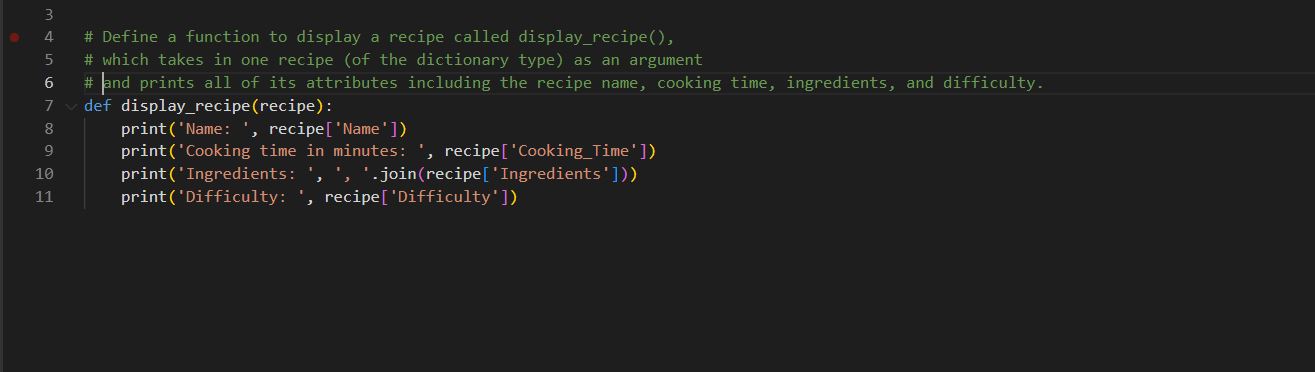 3
4 # Define a function to display a recipe called display_recipe(),
5 # which takes in one recipe (of the dictionary type) as an argument
6 # and prints all of its attributes including the recipe name, cooking time, ingredients, and difficulty.
7 def display_recipe(recipe):
8     print('Name: ', recipe['Name'])
9     print('Cooking time in minutes: ', recipe['Cooking_Time'])
10     print('Ingredients: ', ', '.join(recipe['Ingredients']))
11     print('Difficulty: ', recipe['Difficulty'])